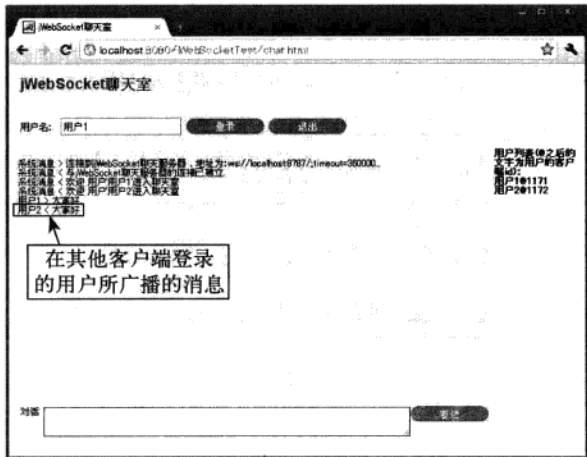 jWebSocket聊天室
localhost:8080/jWebSocketTest/chat.html
jWebSocket聊天室
用户名: 用户1 登录 退出
系统消息 > 连接到jWebSocket聊天服务器，地址为:ws://localhost:8787/;timeout=360000..
系统消息 < 与jWebSocket聊天服务器的连接已建立
系统消息 < 欢迎 用户'用户1'进入聊天室
系统消息 < 欢迎 用户'用户2'进入聊天室
用户1 > 大家好
用户2 < 大家好
用户列表(@之后的
文字为用户的客户
端ID):
用户1@1171
用户2@1172
在其他客户端登录
的用户所广播的消息
对话 发送